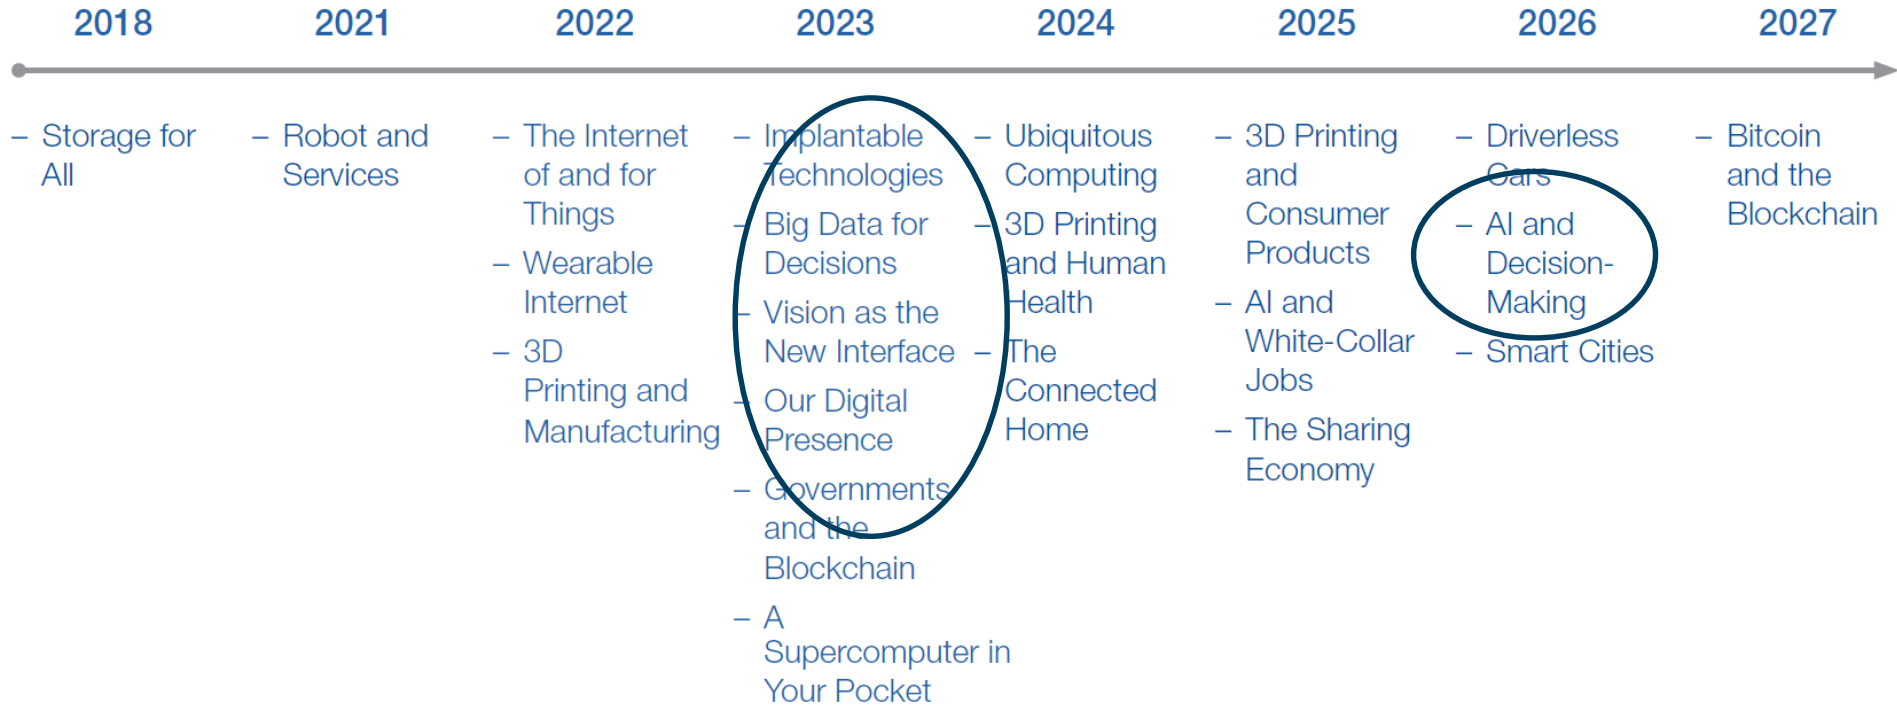 2018 2021 2022 2023 2024 2025 2026 2027
– Storage for
All
– Robot and
Services
– The Internet
of and for
Things
– Wearable
Internet
– 3D
Printing and
Manufacturing
– Implantable
Technologies
– Big Data for
Decisions
– Vision as the
New Interface
– Our Digital
Presence
– Governments
and the
Blockchain
– A
Supercomputer in
Your Pocket
– Ubiquitous
Computing
– 3D Printing
and Human
Health
– The
Connected
Home
– 3D Printing
and
Consumer
Products
– AI and
White-Collar
Jobs
– The Sharing
Economy
– Driverless
Cars
– AI and
Decision-
Making
– Smart Cities
– Bitcoin
and the
Blockchain